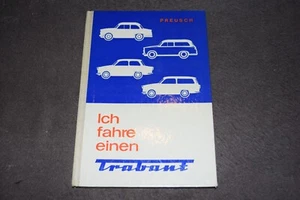 PREUSCH
Ich
fahre
einen
Trabant